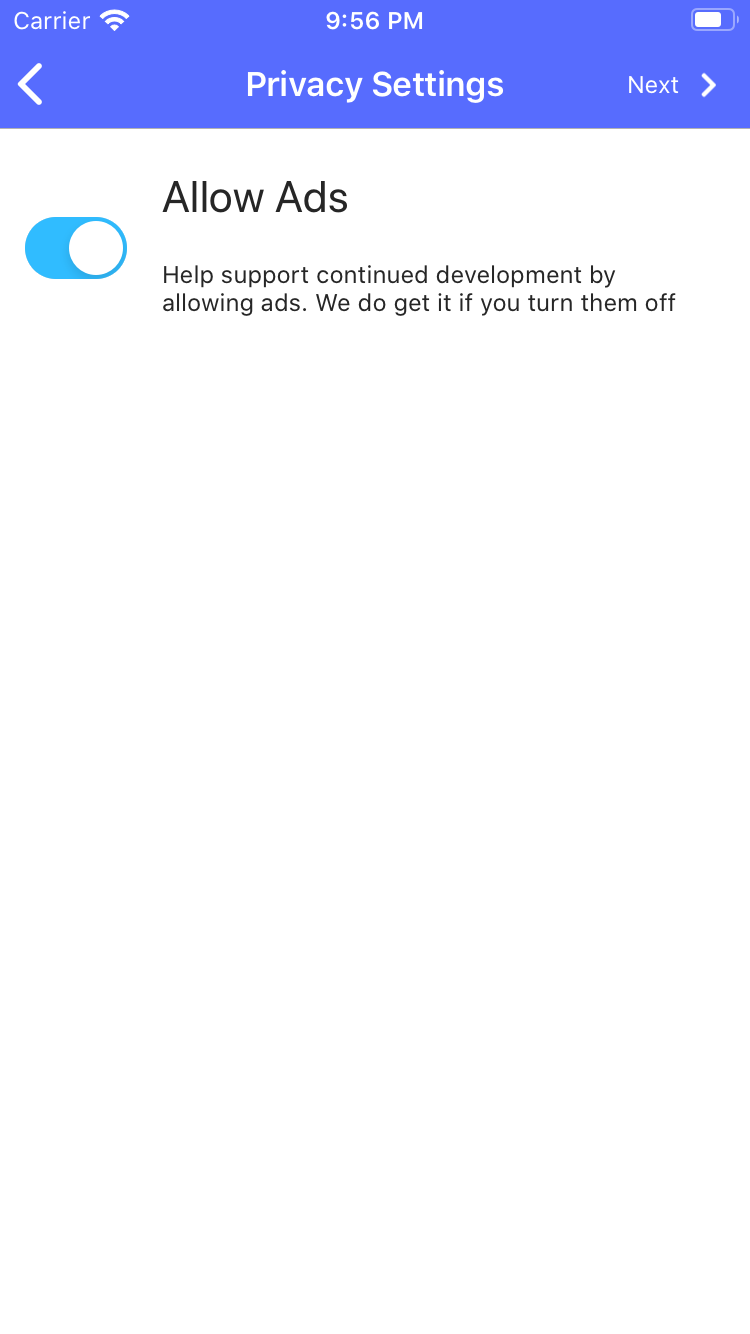 Carrier 9:56 PM
Privacy Settings Next
Allow Ads
Help support continued development by
allowing ads. We do get it if you turn them off